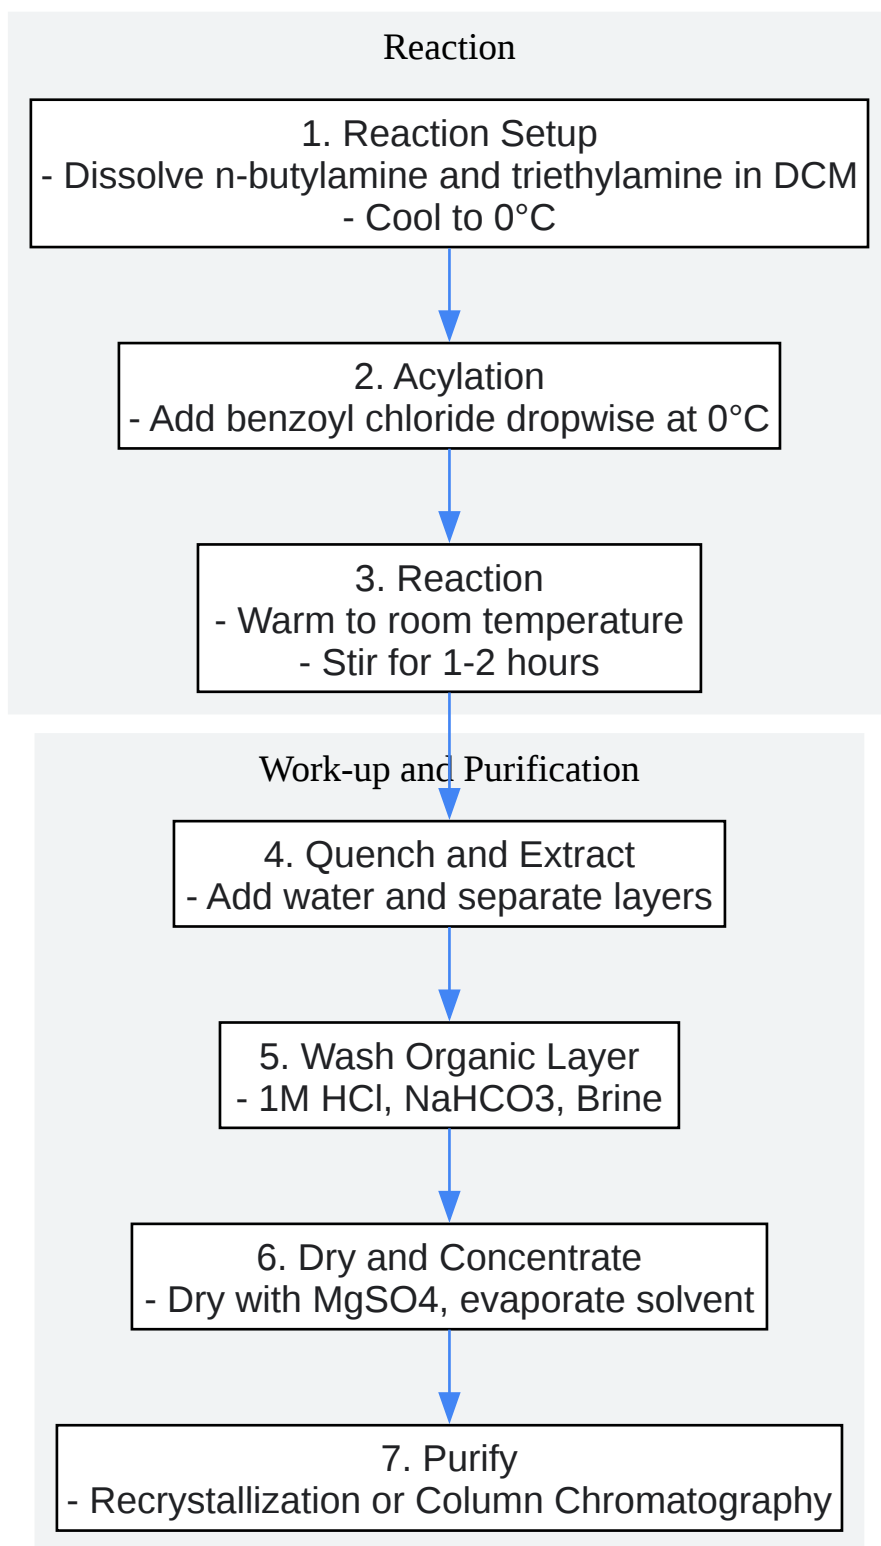 Reaction
1. Reaction Setup
- Dissolve n-butylamine and triethylamine in DCM
- Cool to 0°C
2. Acylation
- Add benzoyl chloride dropwise at 0°C
3. Reaction
- Warm to room temperature
- Stir for 1-2 hours
Work-up and Purification
4. Quench and Extract
- Add water and separate layers
5. Wash Organic Layer
- 1M HCl, NaHCO3, Brine
6. Dry and Concentrate
- Dry with MgSO4, evaporate solvent
7. Purify
- Recrystallization or Column Chromatography